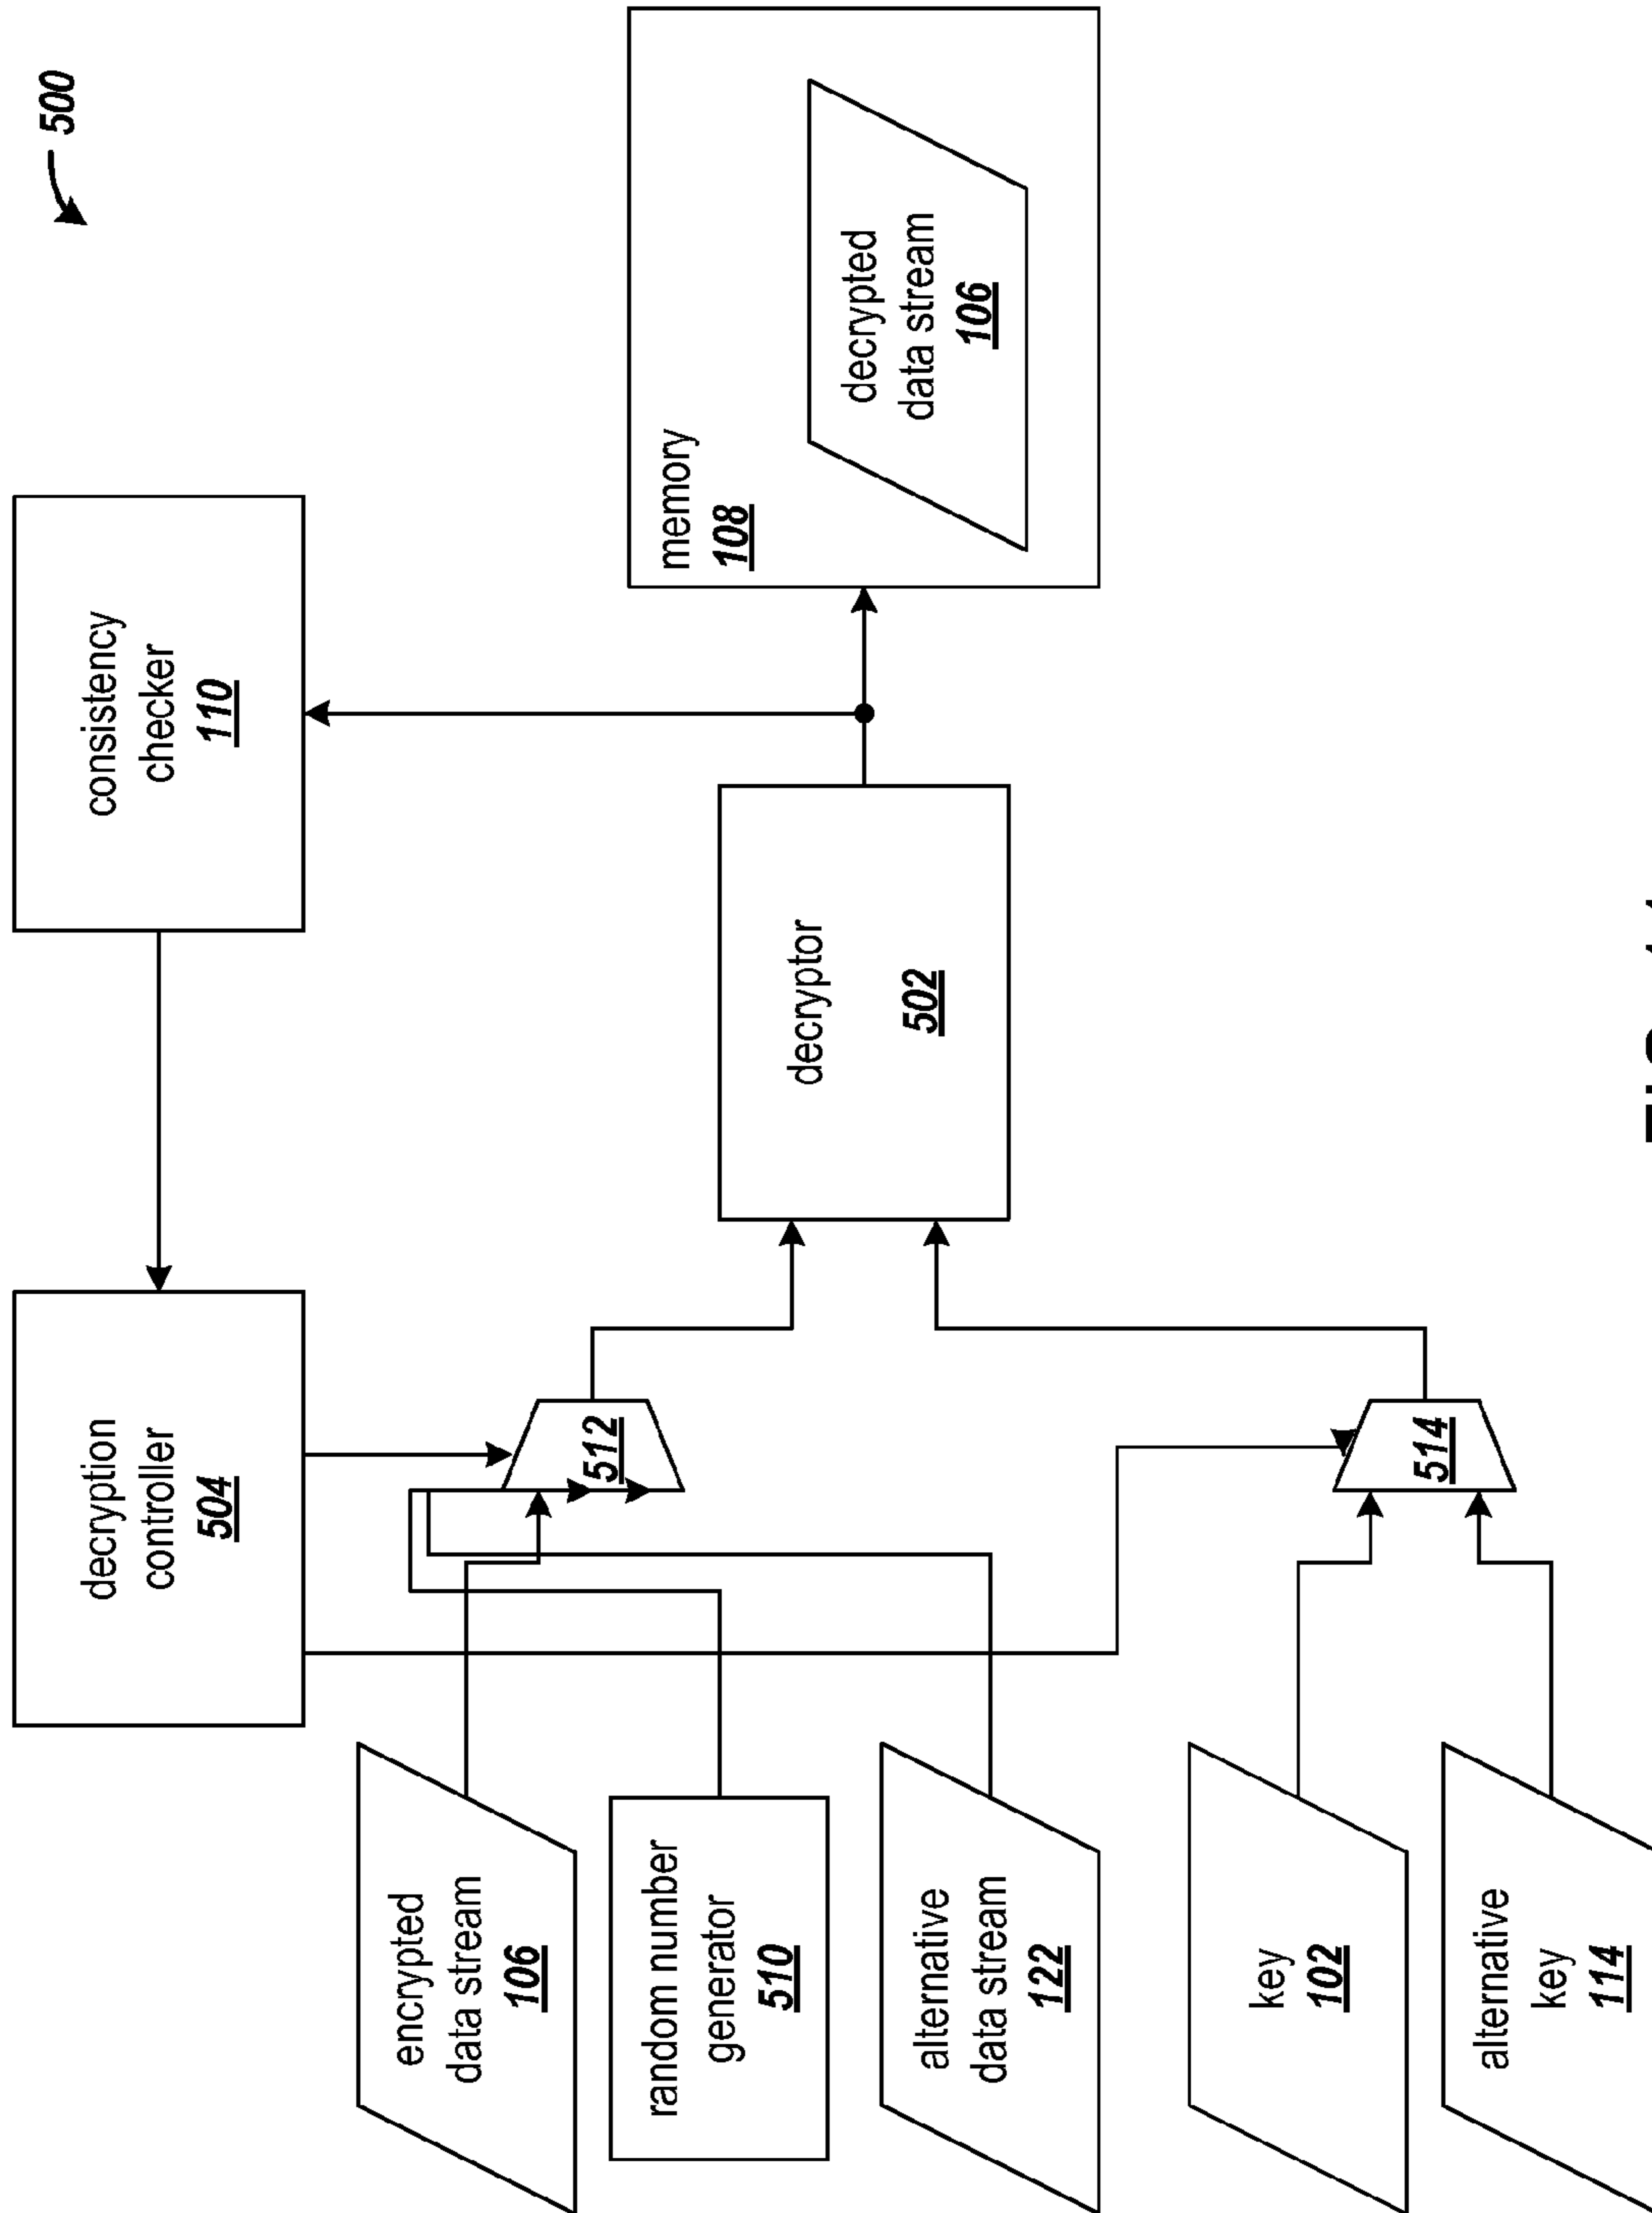 500
decryption
controller
504
consistency
checker
110
encrypted
data stream
106
512
random number
generator
510
decryptor
502
memory
108
decrypted
data stream
106
alternative
data stream
122
key
102
514
alternative
key
114